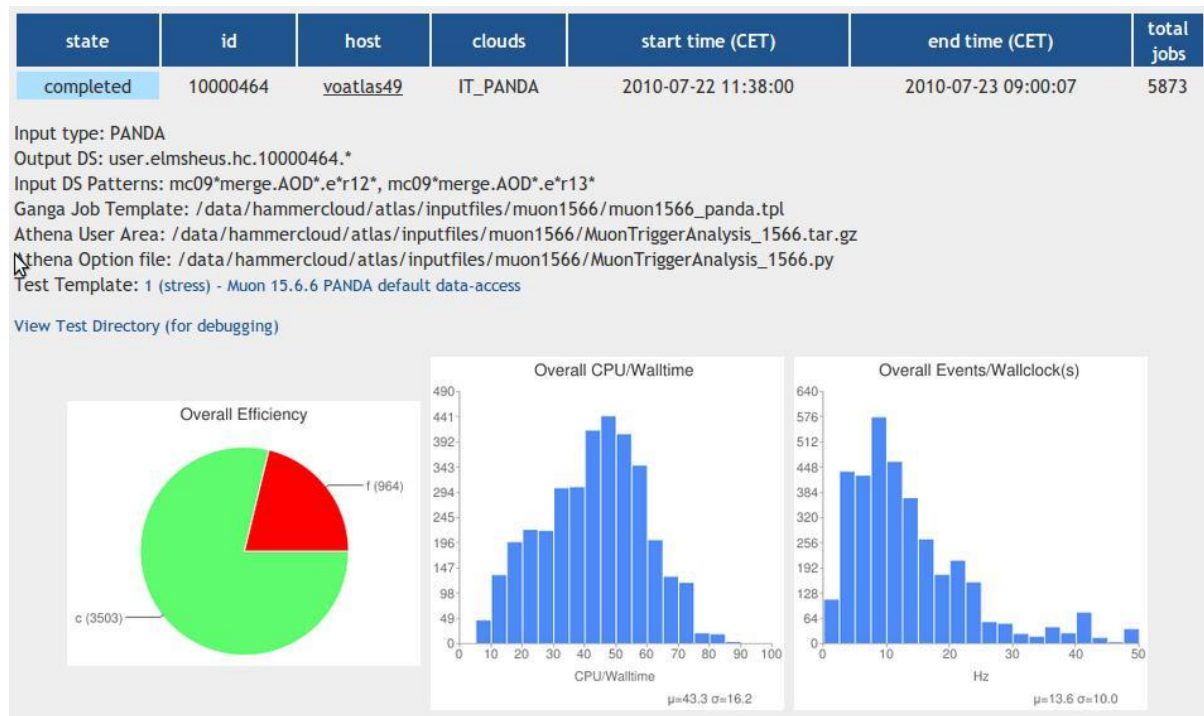 state id host clouds start time (CET) end time (CET) total jobs
completed 10000464 voatlas49 IT_PANDA 2010-07-22 11:38:00 2010-07-23 09:00:07 5873
Input type: PANDA
Output DS: user.elmsheus.hc.10000464.*
Input DS Patterns: mc09*merge.AOD*.e*r12*, mc09*merge.AOD*.e*r13*
Ganga Job Template: /data/hammercloud/atlas/inputfiles/muon1566/muon1566_panda.tpl
Athena User Area: /data/hammercloud/atlas/inputfiles/muon1566/MuonTriggerAnalysis_1566.tar.gz
Athena Option file: /data/hammercloud/atlas/inputfiles/muon1566/MuonTriggerAnalysis_1566.py
Test Template: 1 (stress) - Muon 15.6.6 PANDA default data-access
View Test Directory (for debugging)
Overall Efficiency
f (964)
c (3503)
Overall CPU/Walltime
490
441
392
343
294
245
196
147
98
49
0
0 10 20 30 40 50 60 70 80 90 100
CPU/Walltime
μ=43.3 σ=16.2
Overall Events/Wallclock(s)
640
576
512
448
384
320
256
192
128
64
0
0 10 20 30 40 50
Hz
μ=13.6 σ=10.0